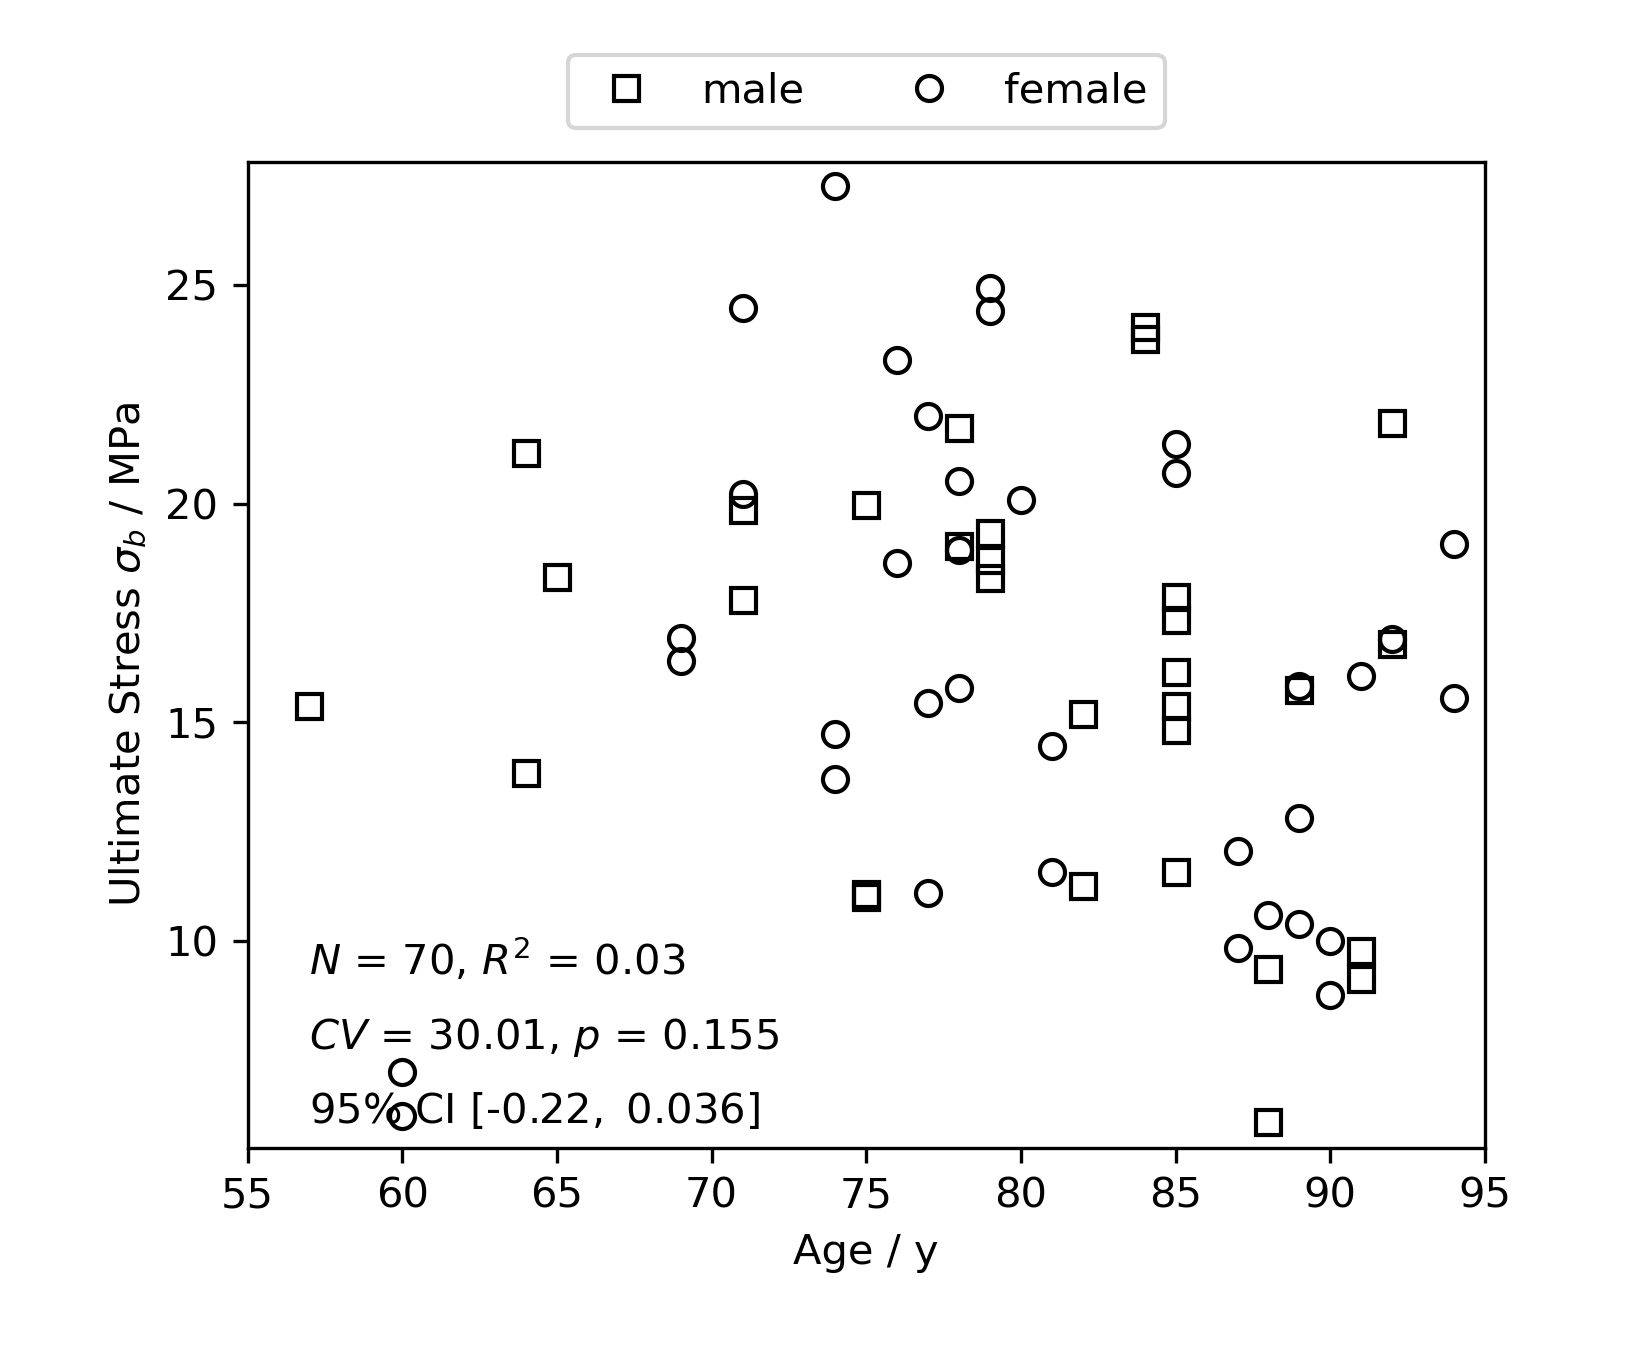 male female
Ultimate Stress σb / MPa
25
20
15
10
N = 70, R² = 0.03
CV = 30.01, p = 0.155
95% CI [-0.22, 0.036]
55 60 65 70 75 80 85 90 95
Age / y